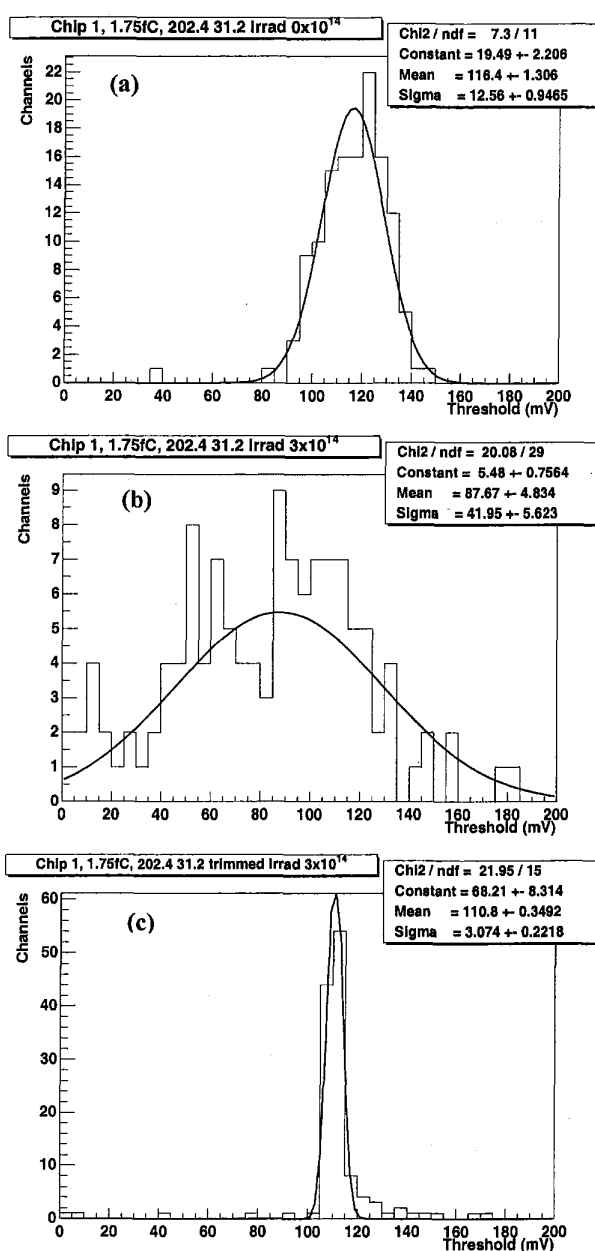 Chip 1, 1.75fC, 202.4 31.2 Irrad 0x10^14
Chi2 / ndf = 7.3 / 11
Constant = 19.49 +- 2.206
Mean = 116.4 +- 1.306
Sigma = 12.56 +- 0.9465
Channels
(a)
22
20
18
16
14
12
10
8
6
4
2
0
0 20 40 60 80 100 120 140 160 180 200
Threshold (mV)
Chip 1, 1.75fC, 202.4 31.2 Irrad 3x10^14
Chi2 / ndf = 20.08 / 29
Constant = 5.48 +- 0.7564
Mean = 87.67 +- 4.834
Sigma = 41.95 +- 5.623
Channels
(b)
9
8
7
6
5
4
3
2
1
0
0 20 40 60 80 100 120 140 160 180 200
Threshold (mV)
Chip 1, 1.75fC, 202.4 31.2 trimmed Irrad 3x10^14
Chi2 / ndf = 21.95 / 15
Constant = 68.21 +- 8.314
Mean = 110.8 +- 0.3492
Sigma = 3.074 +- 0.2218
Channels
(c)
60
50
40
30
20
10
0
0 20 40 60 80 100 120 140 160 180 200
Threshold (mV)